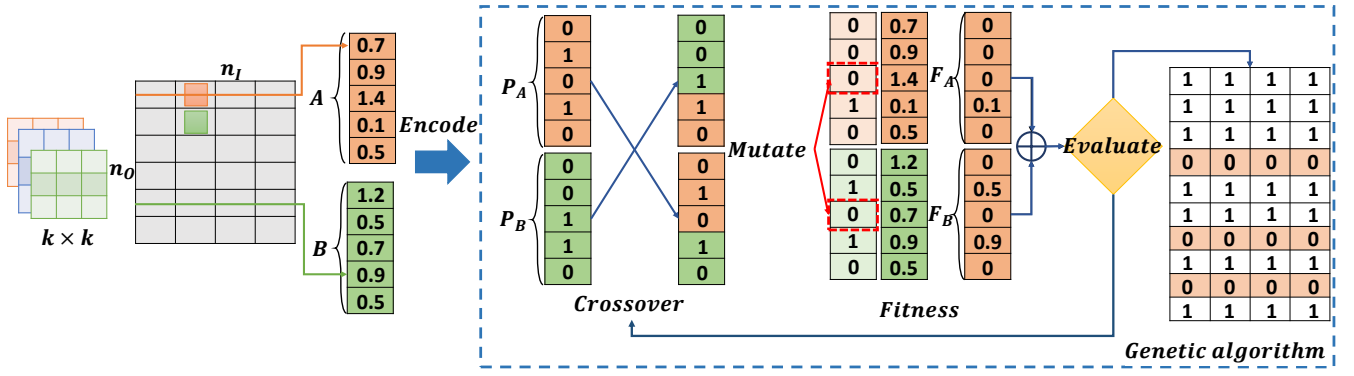 n_I
n_O
k × k
A
0.7
0.9
1.4
0.1
0.5
B
1.2
0.5
0.7
0.9
0.5
Encode
P_A
0
1
0
1
0
P_B
0
0
1
1
0
0
0
1
1
0
0
1
0
1
0
Crossover
Mutate
0 0.7
0 0.9
0 1.4
1 0.1
0 0.5
0 1.2
1 0.5
0 0.7
1 0.9
0 0.5
F_A
0
0
0
0.1
0
F_B
0
0.5
0
0.9
0
Fitness
Evaluate
1 1 1 1
1 1 1 1
1 1 1 1
0 0 0 0
1 1 1 1
1 1 1 1
0 0 0 0
1 1 1 1
0 0 0 0
1 1 1 1
Genetic algorithm